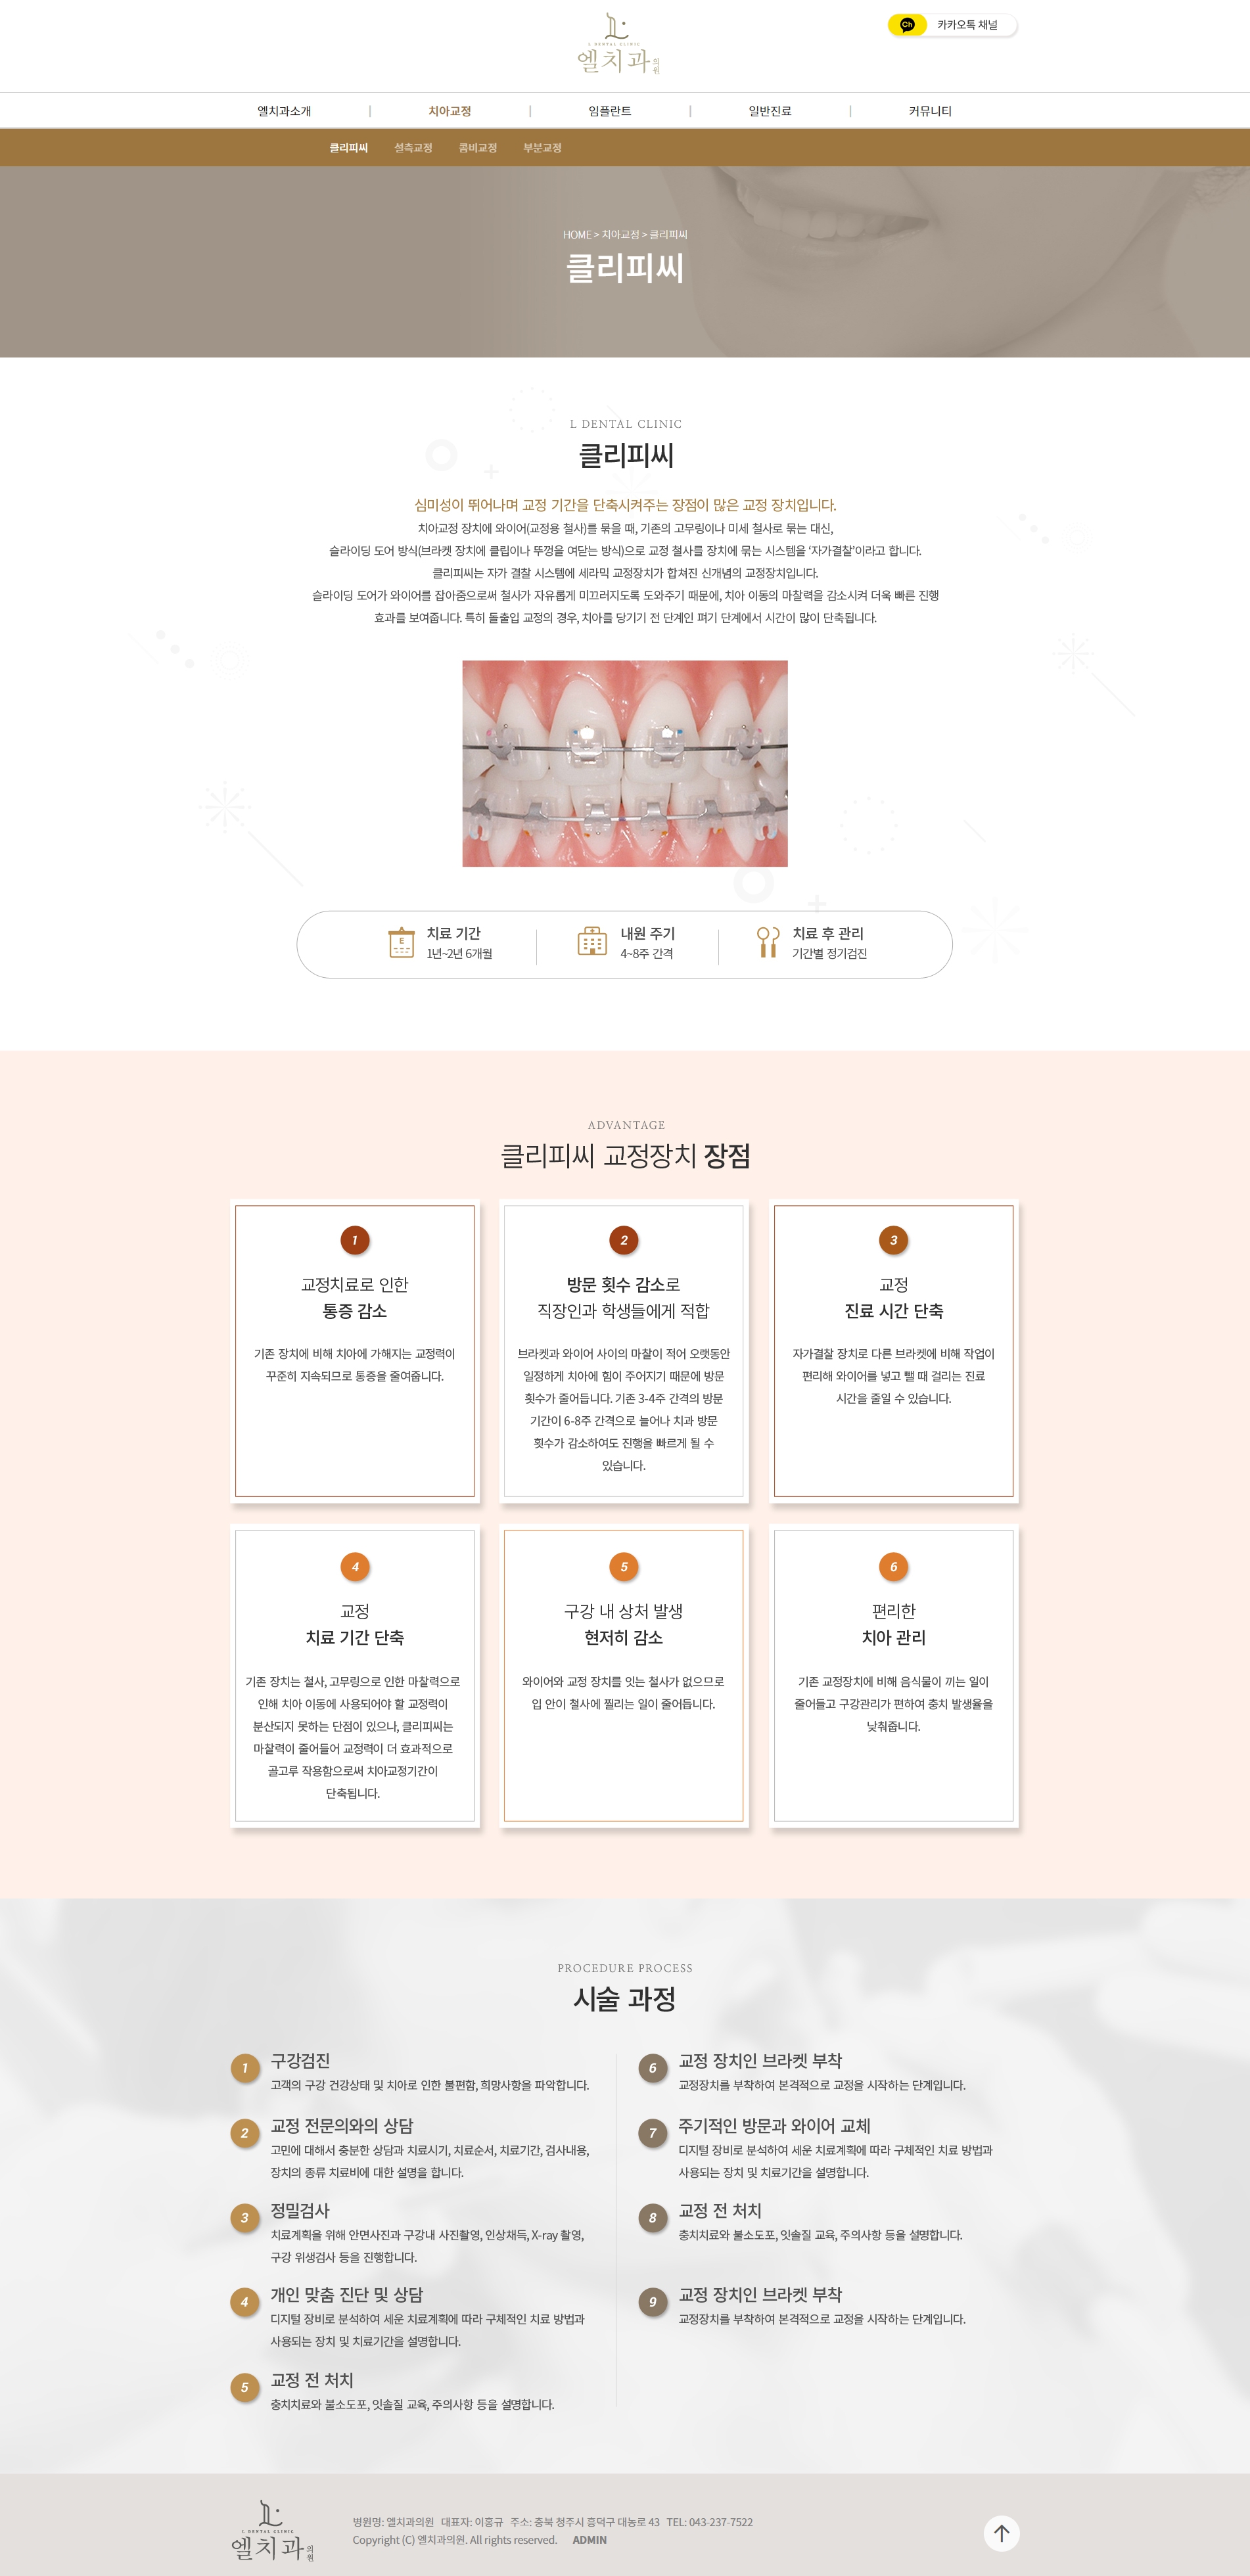 L DENTAL CLINIC
엘치과의원
Ch 카카오톡 채널
엘치과소개 치아교정 임플란트 일반진료 커뮤니티
클리피씨 설측교정 콤비교정 부분교정
HOME > 치아교정 > 클리피씨
클리피씨
L DENTAL CLINIC
클리피씨
심미성이 뛰어나며 교정 기간을 단축시켜주는 장점이 많은 교정 장치입니다.
치아교정 장치에 와이어(교정용 철사)를 묶을 때, 기존의 고무링이나 미세 철사로 묶는 대신,
슬라이딩 도어 방식(브라켓 장치에 클립이나 뚜껑을 여닫는 방식)으로 교정 철사를 장치에 묶는 시스템을 ‘자가결찰’이라고 합니다.
클리피씨는 자가 결찰 시스템에 세라믹 교정장치가 합쳐진 신개념의 교정장치입니다.
슬라이딩 도어가 와이어를 잡아줌으로써 철사가 자유롭게 미끄러지도록 도와주기 때문에, 치아 이동의 마찰력을 감소시켜 더욱 빠른 진행
효과를 보여줍니다. 특히 돌출입 교정의 경우, 치아를 당기기 전 단계인 펴기 단계에서 시간이 많이 단축됩니다.
E
치료 기간
1년~2년 6개월
내원 주기
4~8주 간격
치료 후 관리
기간별 정기검진
ADVANTAGE
클리피씨 교정장치 장점
1
교정치료로 인한
통증 감소
기존 장치에 비해 치아에 가해지는 교정력이
꾸준히 지속되므로 통증을 줄여줍니다.
2
방문 횟수 감소로
직장인과 학생들에게 적합
브라켓과 와이어 사이의 마찰이 적어 오랫동안
일정하게 치아에 힘이 주어지기 때문에 방문
횟수가 줄어듭니다. 기존 3-4주 간격의 방문
기간이 6-8주 간격으로 늘어나 치과 방문
횟수가 감소하여도 진행을 빠르게 될 수
있습니다.
3
교정
진료 시간 단축
자가결찰 장치로 다른 브라켓에 비해 작업이
편리해 와이어를 넣고 뺄 때 걸리는 진료
시간을 줄일 수 있습니다.
4
교정
치료 기간 단축
기존 장치는 철사, 고무링으로 인한 마찰력으로
인해 치아 이동에 사용되어야 할 교정력이
분산되지 못하는 단점이 있으나, 클리피씨는
마찰력이 줄어들어 교정력이 더 효과적으로
골고루 작용함으로써 치아교정기간이
단축됩니다.
5
구강 내 상처 발생
현저히 감소
와이어와 교정 장치를 잇는 철사가 없으므로
입 안이 철사에 찔리는 일이 줄어듭니다.
6
편리한
치아 관리
기존 교정장치에 비해 음식물이 끼는 일이
줄어들고 구강관리가 편하여 충치 발생율을
낮춰줍니다.
PROCEDURE PROCESS
시술 과정
1 구강검진
고객의 구강 건강상태 및 치아로 인한 불편함, 희망사항을 파악합니다.
2 교정 전문의와의 상담
고민에 대해서 충분한 상담과 치료시기, 치료순서, 치료기간, 검사내용,
장치의 종류 치료비에 대한 설명을 합니다.
3 정밀검사
치료계획을 위해 안면사진과 구강내 사진촬영, 인상채득, X-ray 촬영,
구강 위생검사 등을 진행합니다.
4 개인 맞춤 진단 및 상담
디지털 장비로 분석하여 세운 치료계획에 따라 구체적인 치료 방법과
사용되는 장치 및 치료기간을 설명합니다.
5 교정 전 처치
충치치료와 불소도포, 잇솔질 교육, 주의사항 등을 설명합니다.
6 교정 장치인 브라켓 부착
교정장치를 부착하여 본격적으로 교정을 시작하는 단계입니다.
7 주기적인 방문과 와이어 교체
디지털 장비로 분석하여 세운 치료계획에 따라 구체적인 치료 방법과
사용되는 장치 및 치료기간을 설명합니다.
8 교정 전 처치
충치치료와 불소도포, 잇솔질 교육, 주의사항 등을 설명합니다.
9 교정 장치인 브라켓 부착
교정장치를 부착하여 본격적으로 교정을 시작하는 단계입니다.
L DENTAL CLINIC
엘치과의원
병원명: 엘치과의원 대표자: 이홍규 주소: 충북 청주시 흥덕구 대농로 43 TEL: 043-237-7522
Copyright (C) 엘치과의원. All rights reserved. ADMIN